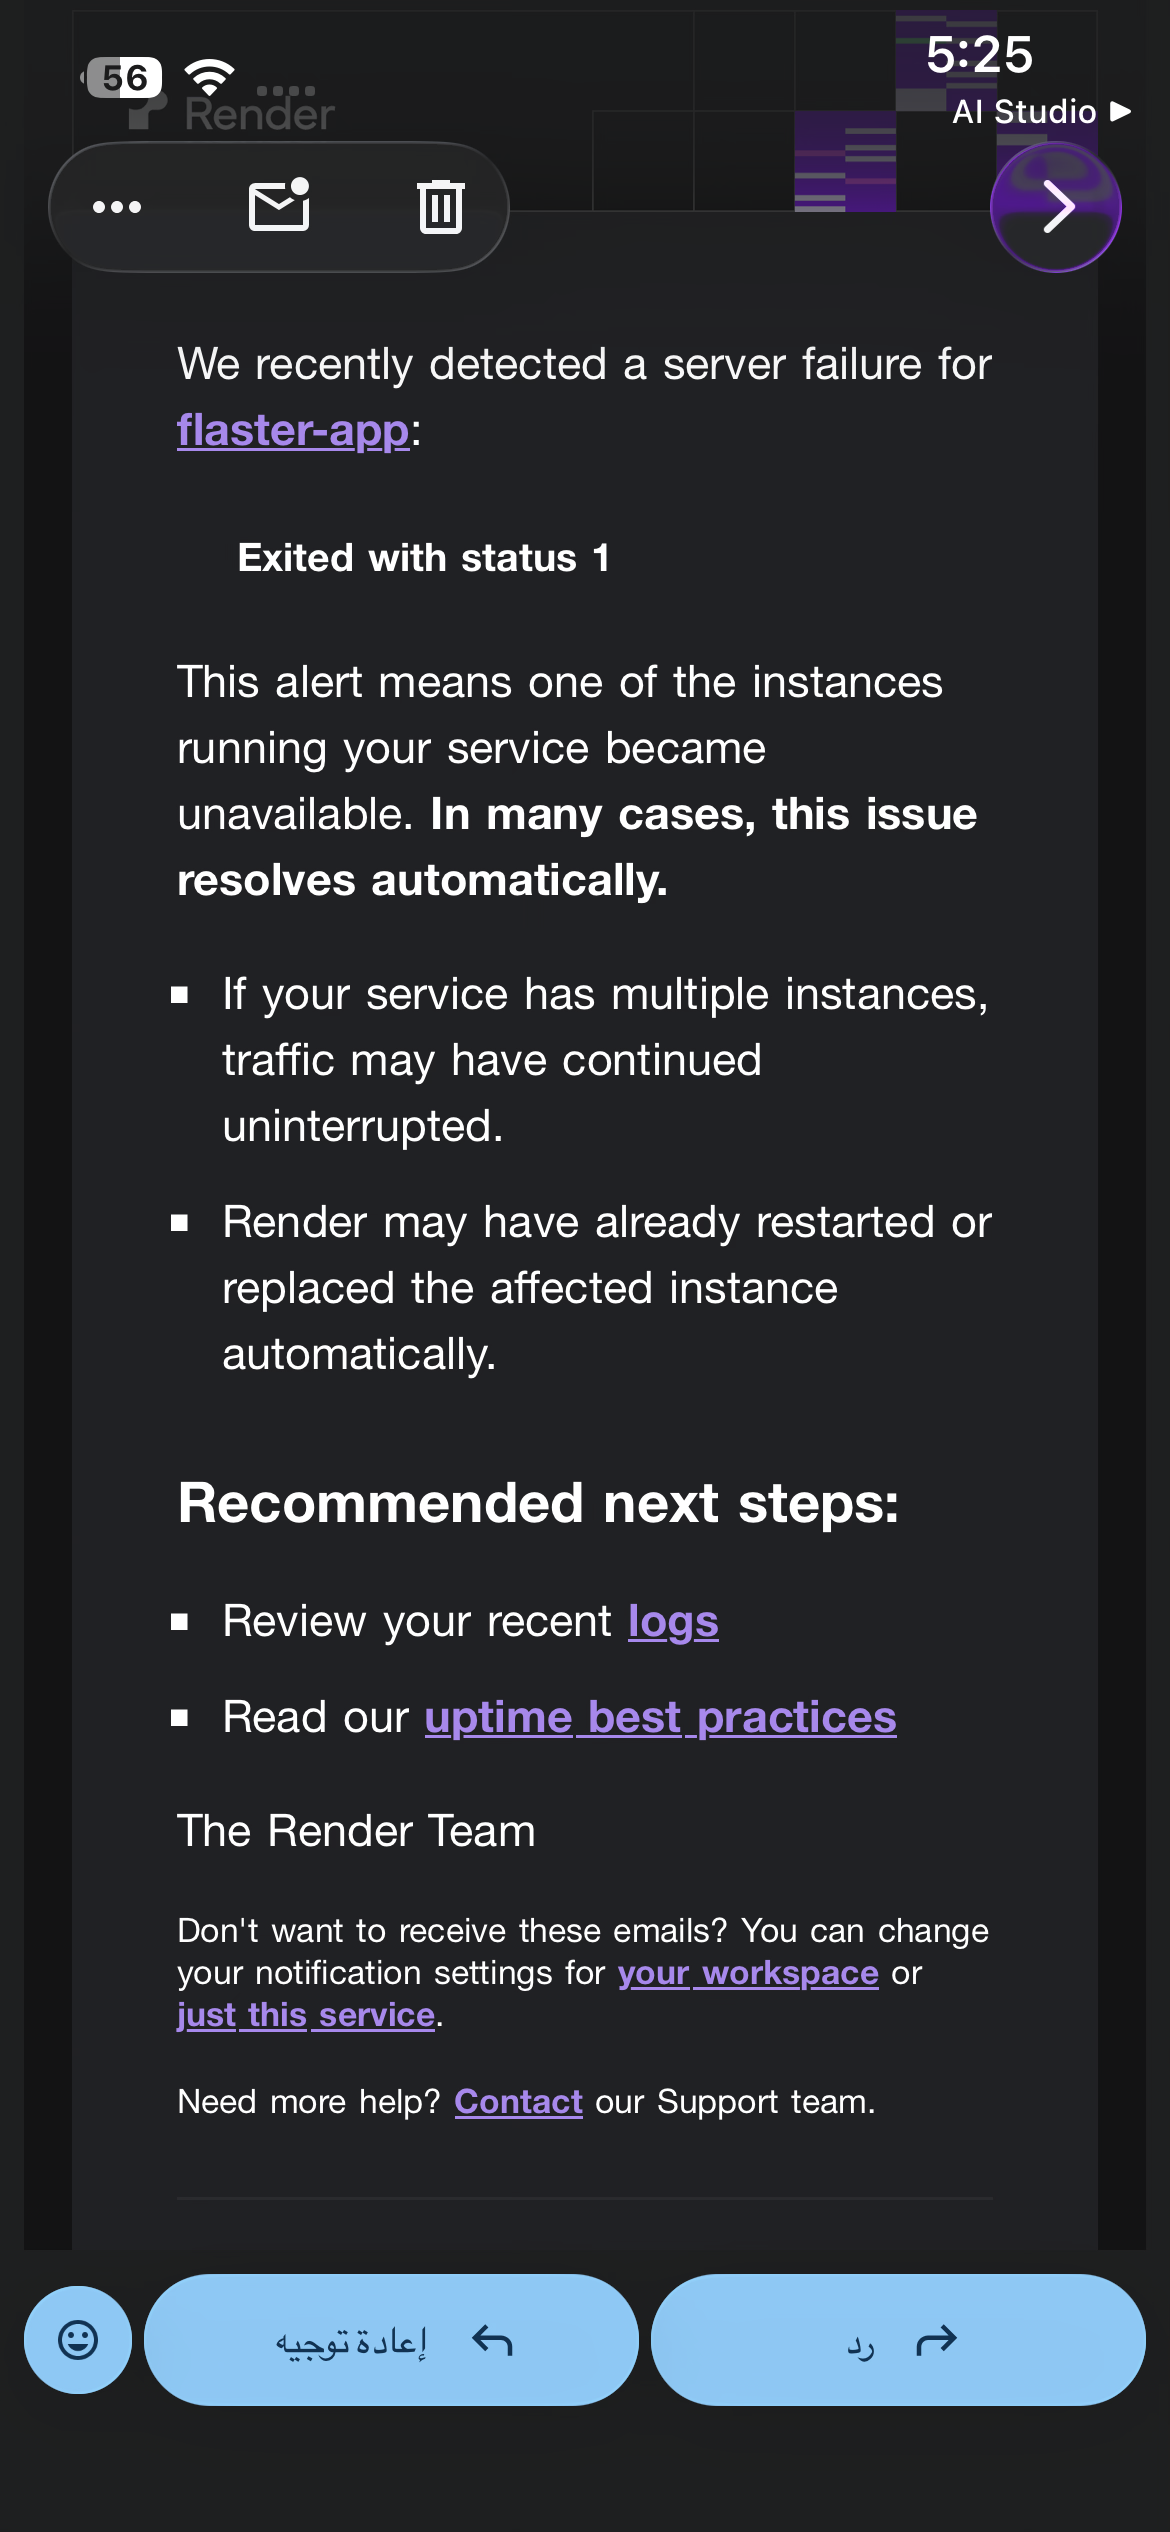 5:25
AI Studio
56
Render
We recently detected a server failure for
flaster-app:
Exited with status 1
This alert means one of the instances
running your service became
unavailable. In many cases, this issue
resolves automatically.
If your service has multiple instances,
traffic may have continued
uninterrupted.
Render may have already restarted or
replaced the affected instance
automatically.
Recommended next steps:
Review your recent logs
Read our uptime best practices
The Render Team
Don't want to receive these emails? You can change
your notification settings for your workspace or
just this service.
Need more help? Contact our Support team.
رد
إعادة توجيه